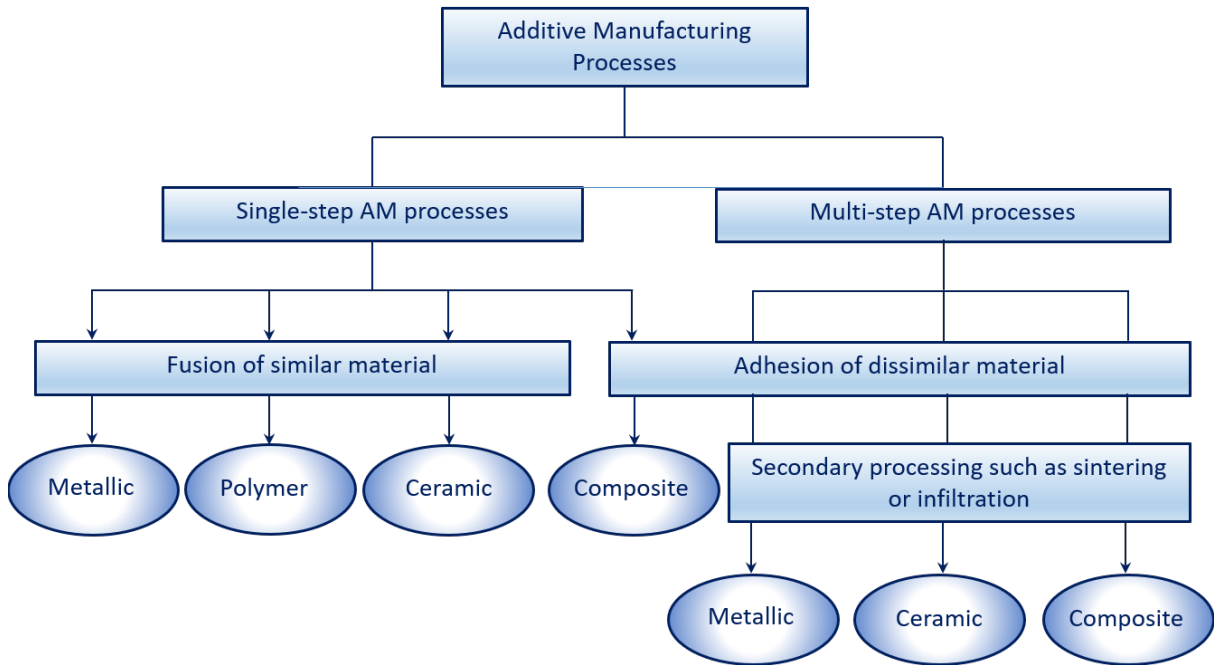 Additive Manufacturing
Processes
Single-step AM processes
Multi-step AM processes
Fusion of similar material
Adhesion of dissimilar material
Metallic
Polymer
Ceramic
Composite
Secondary processing such as sintering
or infiltration
Metallic
Ceramic
Composite